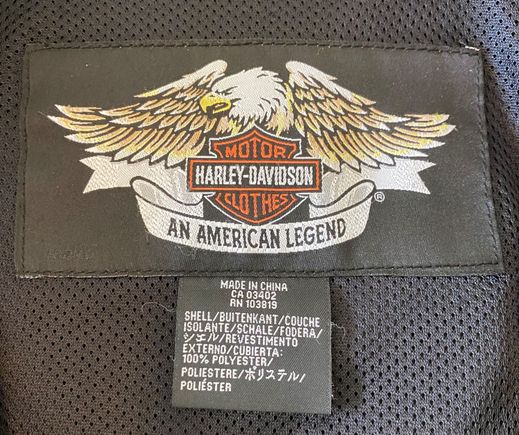 MOTOR
HARLEY-DAVIDSON
CLOTHES
®
AN AMERICAN LEGEND
MADE IN CHINA
CA 03402
RN 103819
SHELL/BUITENKANT/COUCHE
ISOLANTE/SCHALE/FODERA/
シェル/REVESTIMENTO
EXTERNO/CUBIERTA:
100% POLYESTER/
POLIESTERE/ポリステル/
POLIÉSTER